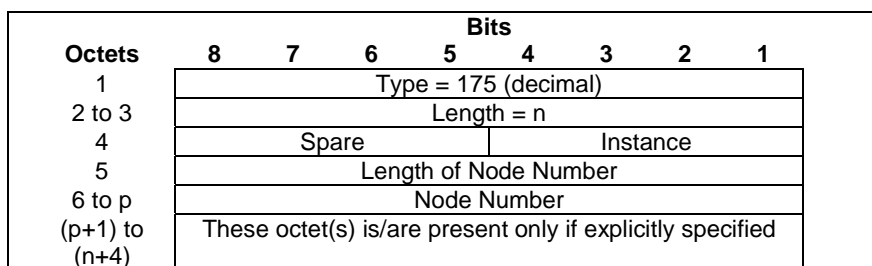 Bits
Octets 8 7 6 5 4 3 2 1
1 Type = 175 (decimal)
2 to 3 Length = n
4 Spare Instance
5 Length of Node Number
6 to p Node Number
(p+1) to These octet(s) is/are present only if explicitly specified
(n+4)